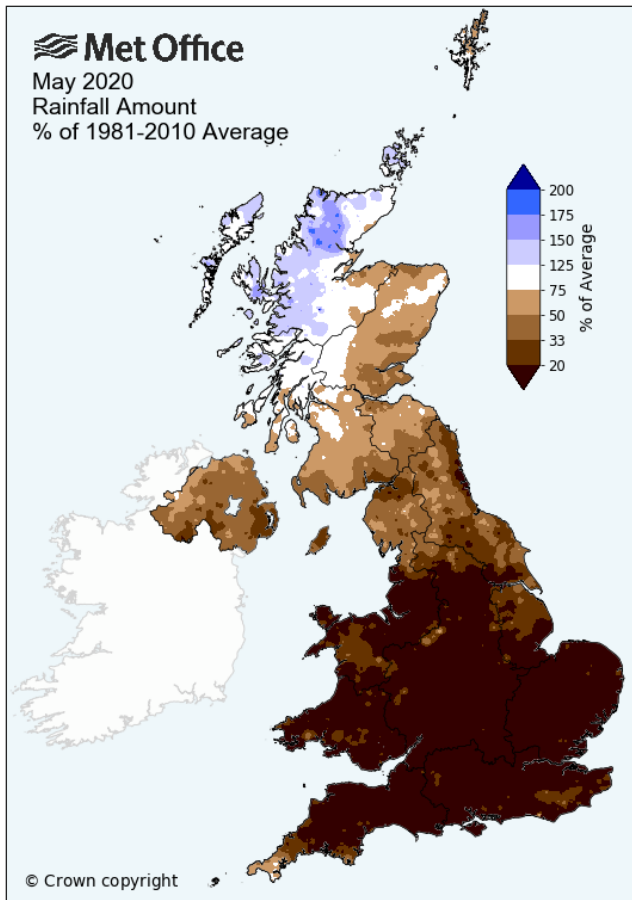 Met Office
May 2020
Rainfall Amount
% of 1981-2010 Average
200
175
150
125
75
50
33
20
% of Average
© Crown copyright